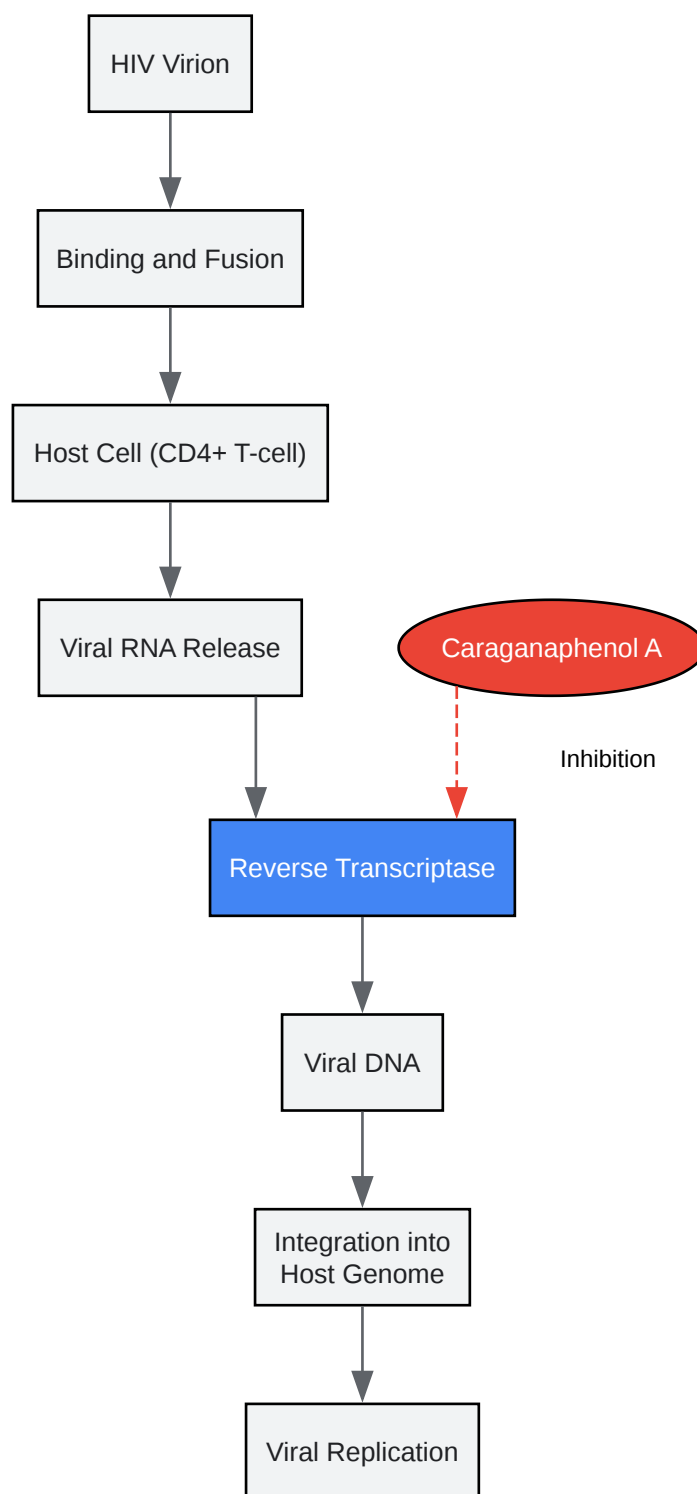 HIV Virion
Binding and Fusion
Host Cell (CD4+ T-cell)
Viral RNA Release
Caraganaphenol A
Inhibition
Reverse Transcriptase
Viral DNA
Integration into
Host Genome
Viral Replication